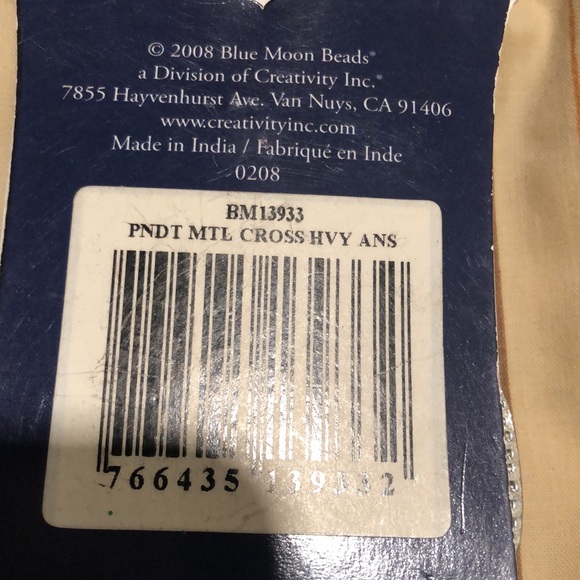 © 2008 Blue Moon Beads®
a Division of Creativity Inc.®
7855 Hayvenhurst Ave. Van Nuys, CA 91406
www.creativityinc.com
Made in India / Fabriqué en Inde
0208
BM13933
PNDT MTL CROSS HVY ANS
766435 139332